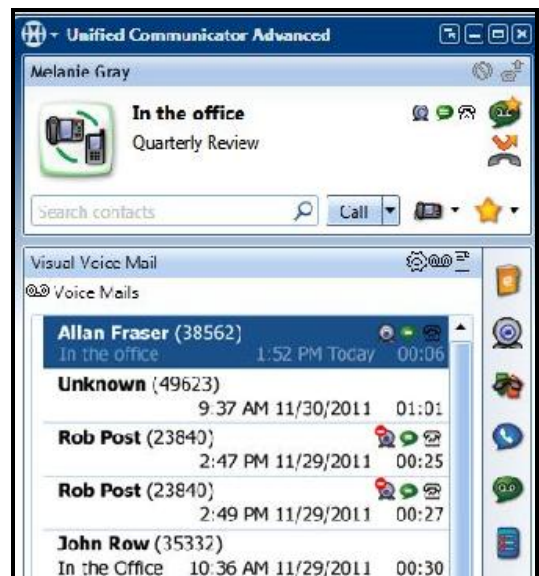 Unified Communicator Advanced
Melanie Gray
In the office
Quarterly Review
Search contacts
Call
Visual Voice Mail
Voice Mails
Allan Fraser (38562)
In the office 1:52 PM Today 00:06
Unknown (49623)
9:37 AM 11/30/2011 01:01
Rob Post (23840)
2:47 PM 11/29/2011 00:25
Rob Post (23840)
2:49 PM 11/29/2011 00:27
John Row (35332)
In the Office 10:36 AM 11/29/2011 00:30